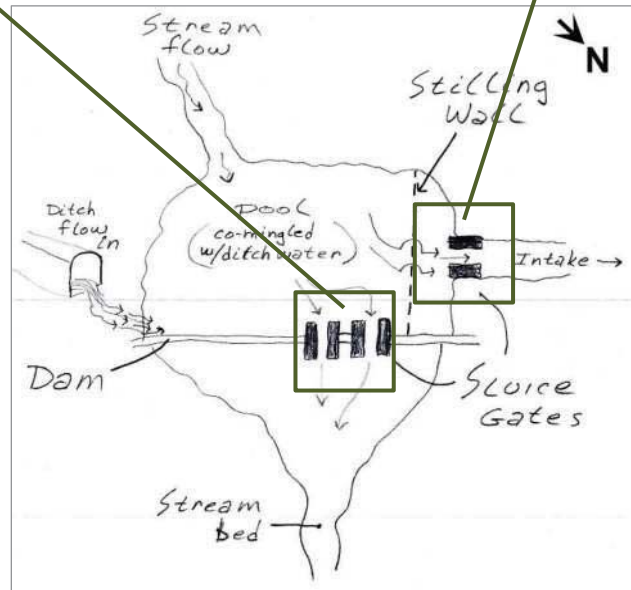 Stream
flow
N
Stilling
Wall
Ditch
flow
in
POOL
(co-mingled
w/ditch water)
Intake →
Dam
Sluice
Gates
Stream
Bed